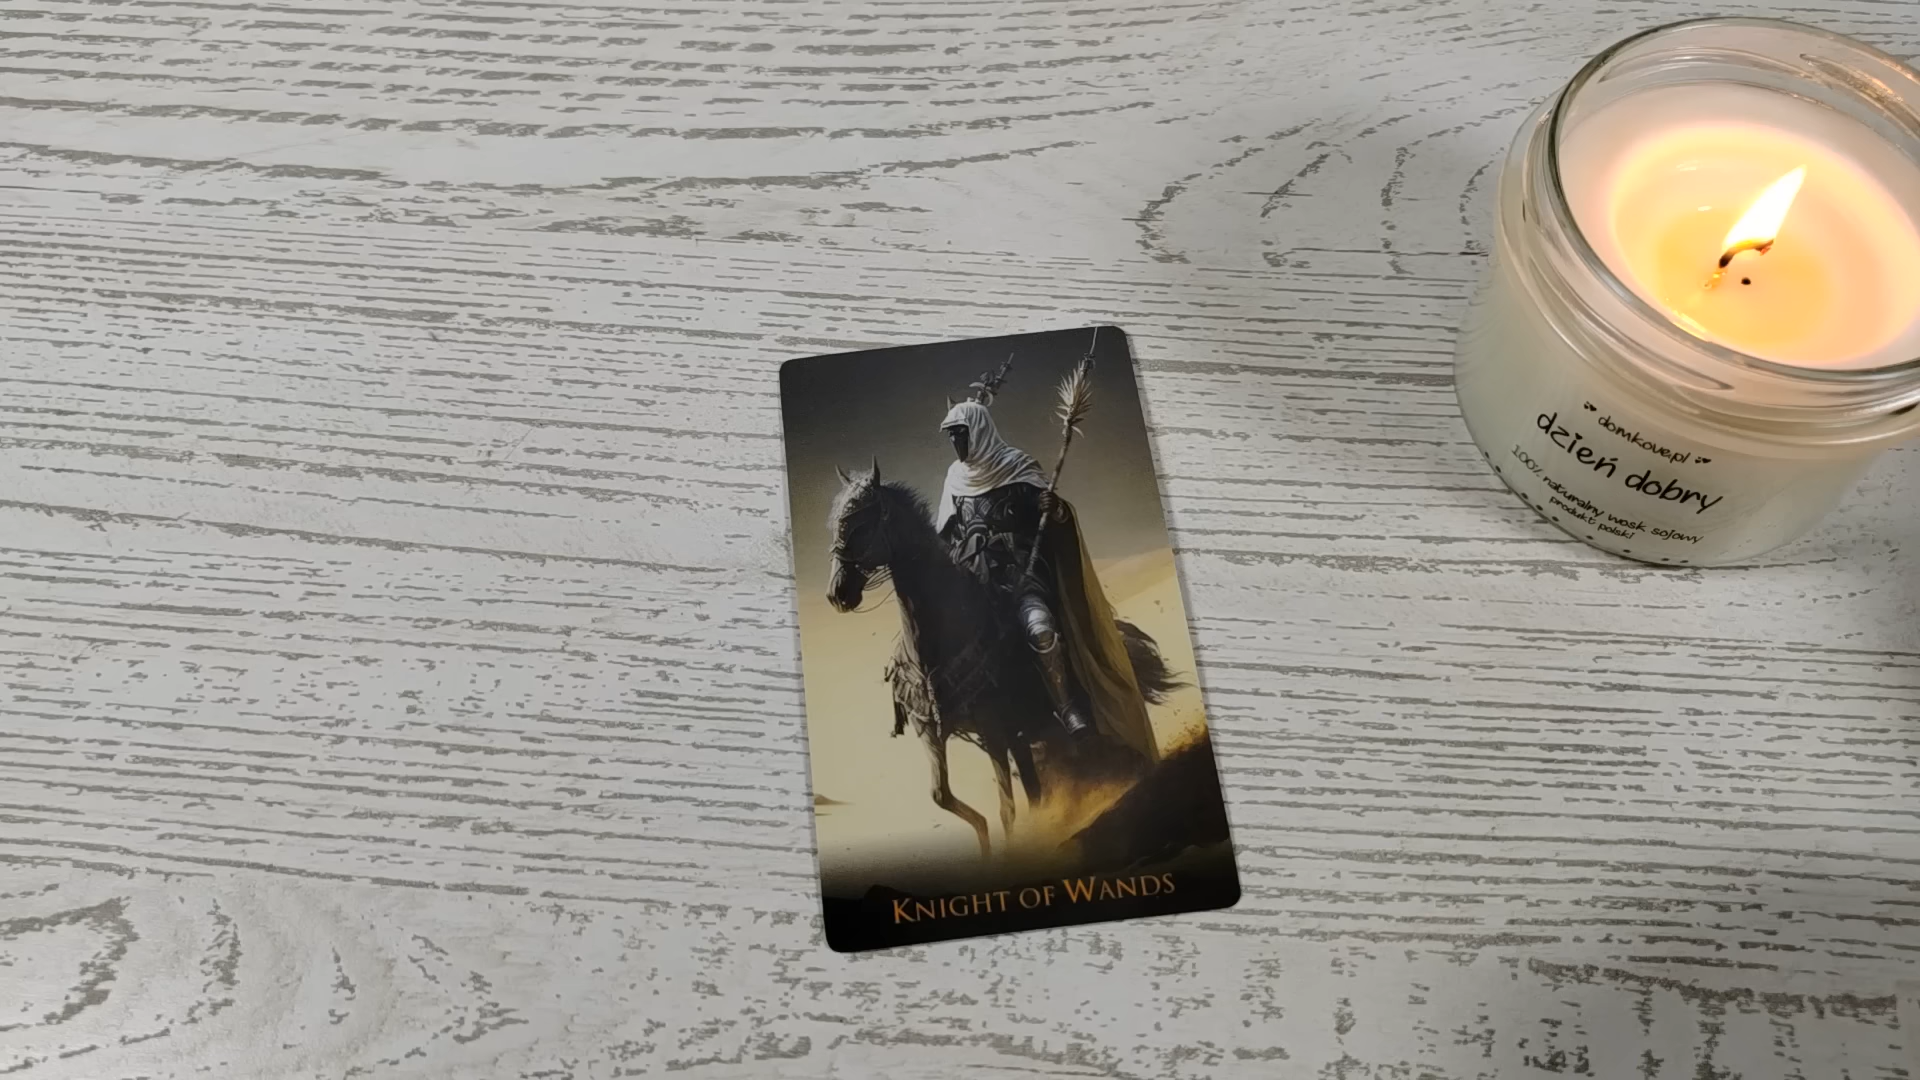 domkove.pl
dzień dobry
100% naturalny wosk sojowy
produkt polski
KNIGHT OF WANDS